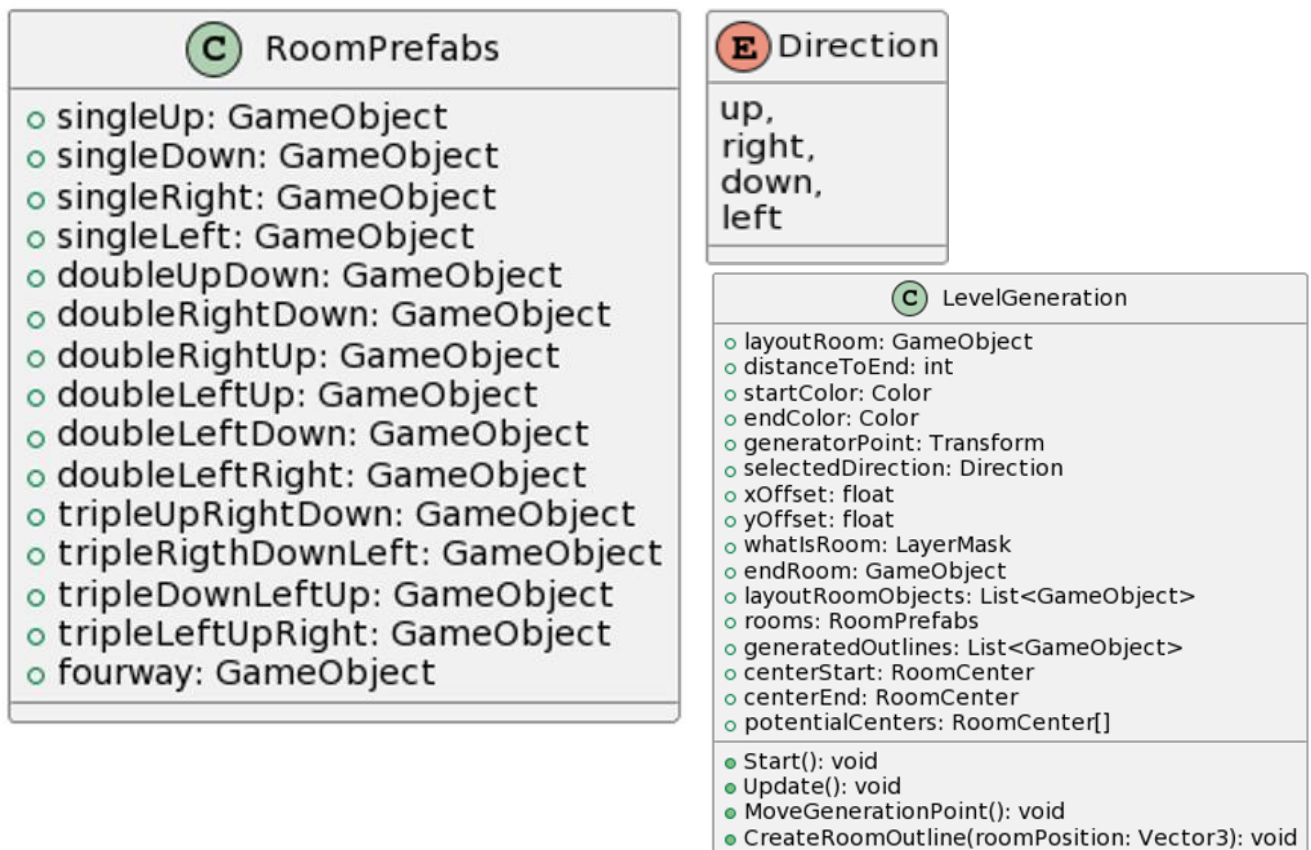 C RoomPrefabs
singleUp: GameObject
singleDown: GameObject
singleRight: GameObject
singleLeft: GameObject
doubleUpDown: GameObject
doubleRightDown: GameObject
doubleRightUp: GameObject
doubleLeftUp: GameObject
doubleLeftDown: GameObject
doubleLeftRight: GameObject
tripleUpRightDown: GameObject
tripleRigthDownLeft: GameObject
tripleDownLeftUp: GameObject
tripleLeftUpRight: GameObject
fourway: GameObject
E Direction
up,
right,
down,
left
C LevelGeneration
layoutRoom: GameObject
distanceToEnd: int
startColor: Color
endColor: Color
generatorPoint: Transform
selectedDirection: Direction
xOffset: float
yOffset: float
whatIsRoom: LayerMask
endRoom: GameObject
layoutRoomObjects: List<GameObject>
rooms: RoomPrefabs
generatedOutlines: List<GameObject>
centerStart: RoomCenter
centerEnd: RoomCenter
potentialCenters: RoomCenter[]
Start(): void
Update(): void
MoveGenerationPoint(): void
CreateRoomOutline(roomPosition: Vector3): void